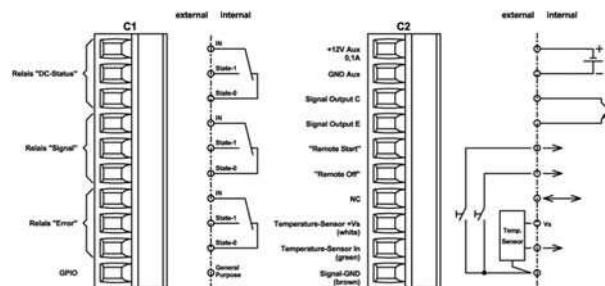 external internal
C1
IN
State-1
State-0
Relais "DC-Status"
IN
State-1
State-0
Relais "Signal"
IN
State-1
State-0
Relais "Error"
GPIO
General
Purpose
external internal
C2
+12V Aux
0,1A
GND Aux
Signal Output C
Signal Output E
"Remote Start"
"Remote Off"
NC
Temperature-Sensor +Vs
(white)
Temperature-Sensor In
(green)
Signal-GND
(brown)
+
−
Vs
Temp.
Sensor